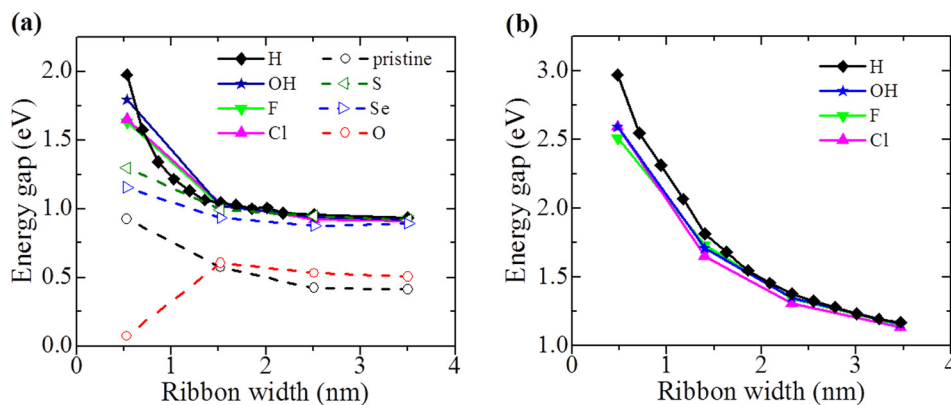 (a)
Energy gap (eV)
2.0
1.5
1.0
0.5
0.0
H
OH
F
Cl
pristine
S
Se
O
0
1
2
3
4
Ribbon width (nm)
(b)
Energy gap (eV)
3.0
2.5
2.0
1.5
1.0
H
OH
F
Cl
0
1
2
3
4
Ribbon width (nm)